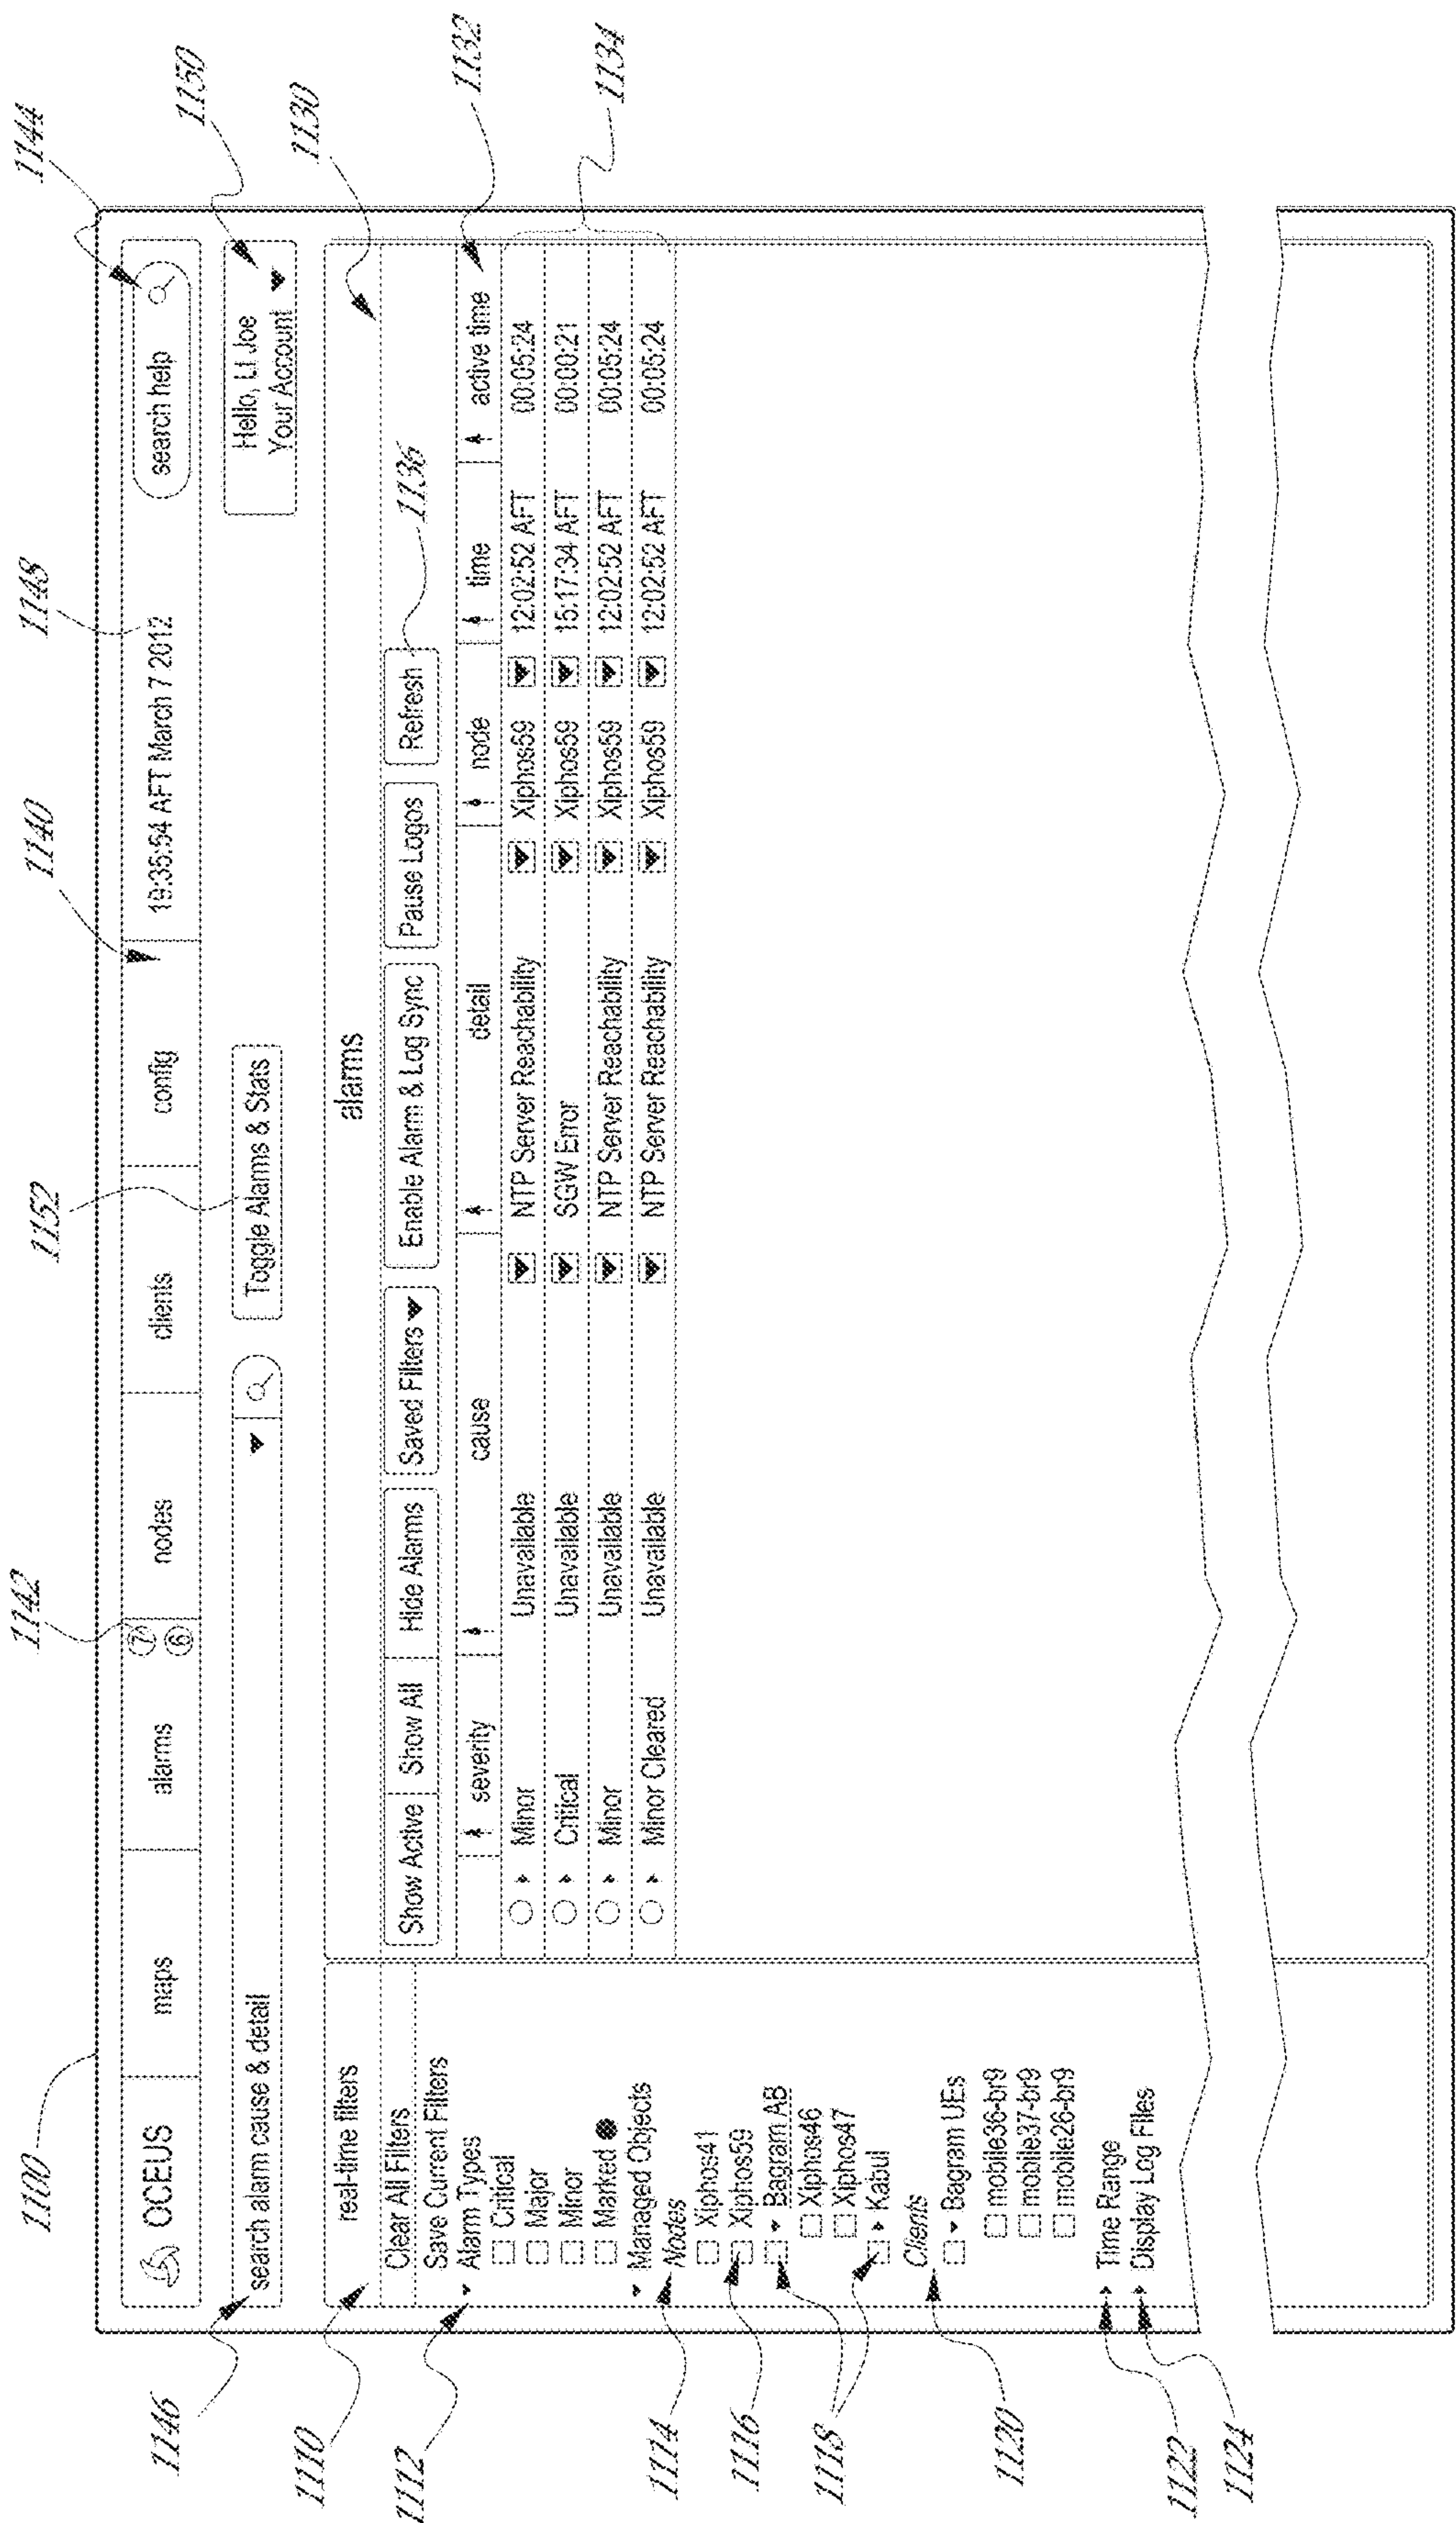 1100
1142
1152
1140
1148
1144
1150
OCEUS
maps
alarms
7
6
nodes
clients
config
19:35:54 AFT March 7 2012
search help
1146
search alarm cause & detail
Toggle Alarms & Stats
Hello, Lt Joe
Your Account
1130
1110
real-time filters
Clear All Filters
Save Current Filters
1112
Alarm Types
Critical
Major
Minor
Marked
Managed Objects
1114
Nodes
Xiphos41
1116
Xiphos59
1118
Bagram AB
Xiphos46
Xiphos47
Kabul
1120
Clients
Bagram UEs
mobile36-br9
mobile37-br9
mobile26-br9
1122
Time Range
1124
Display Log Files
alarms
Show Active Show All Hide Alarms Saved Filters Enable Alarm & Log Sync Pause Logos Refresh
1136
severity cause detail node time active time
1132
Minor Unavailable NTP Server Reachability Xiphos59 12:02:52 AFT 00:05:24
Critical Unavailable SGW Error Xiphos59 15:17:34 AFT 00:00:21
Minor Unavailable NTP Server Reachability Xiphos59 12:02:52 AFT 00:05:24
Minor Cleared Unavailable NTP Server Reachability Xiphos59 12:02:52 AFT 00:05:24
1134